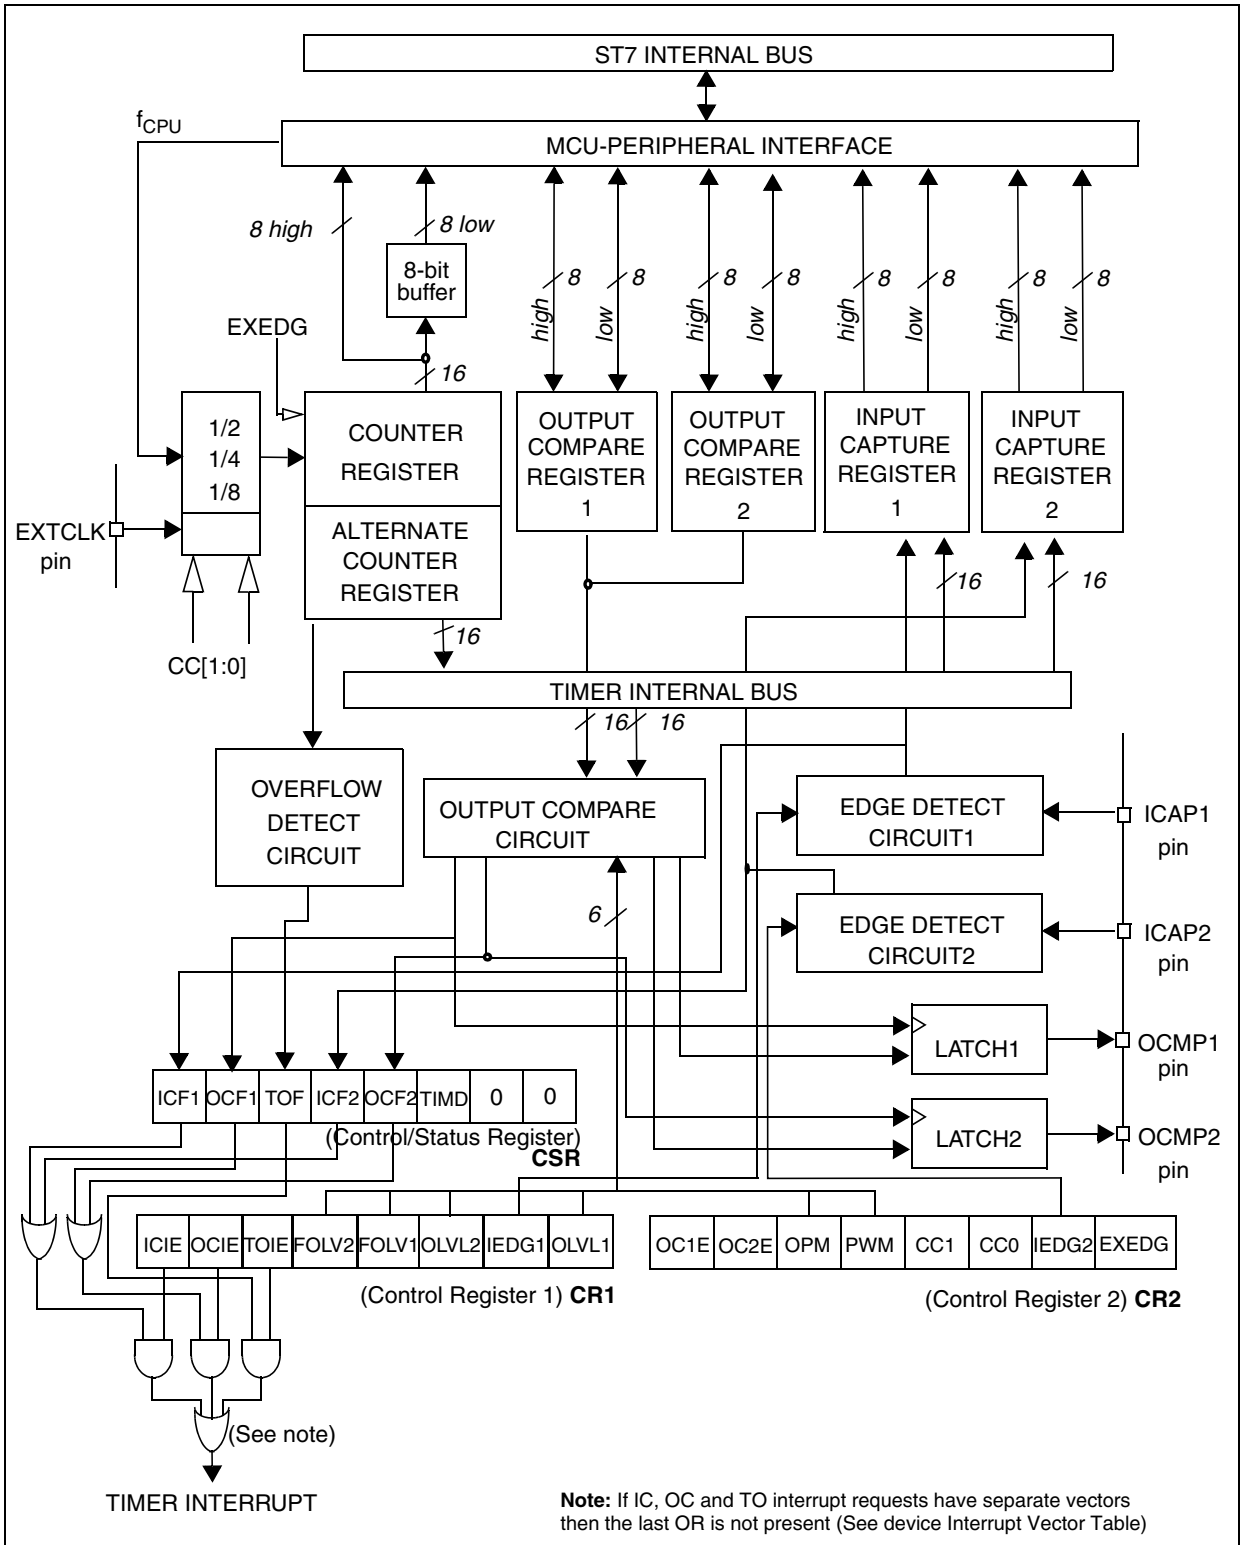 ST7 INTERNAL BUS
fCPU
MCU-PERIPHERAL INTERFACE
8 high
8 low
8-bit
buffer
8
8
8
8
8
8
8
8
high
low
high
low
high
low
high
low
EXEDG
16
1/2
1/4
1/8
COUNTER
REGISTER
OUTPUT
COMPARE
REGISTER
1
OUTPUT
COMPARE
REGISTER
2
INPUT
CAPTURE
REGISTER
1
INPUT
CAPTURE
REGISTER
2
EXTCLK
pin
ALTERNATE
COUNTER
REGISTER
16
16
16
CC[1:0]
TIMER INTERNAL BUS
16
16
OVERFLOW
DETECT
CIRCUIT
OUTPUT COMPARE
CIRCUIT
EDGE DETECT
CIRCUIT1
ICAP1
pin
6
EDGE DETECT
CIRCUIT2
ICAP2
pin
LATCH1
OCMP1
pin
ICF1 OCF1 TOF ICF2 OCF2 TIMD 0 0
(Control/Status Register)
CSR
LATCH2
OCMP2
pin
ICIE OCIE TOIE FOLV2 FOLV1 OLVL2 IEDG1 OLVL1
OC1E OC2E OPM PWM CC1 CC0 IEDG2 EXEDG
(Control Register 1) CR1
(Control Register 2) CR2
(See note)
TIMER INTERRUPT
Note: If IC, OC and TO interrupt requests have separate vectors
then the last OR is not present (See device Interrupt Vector Table)